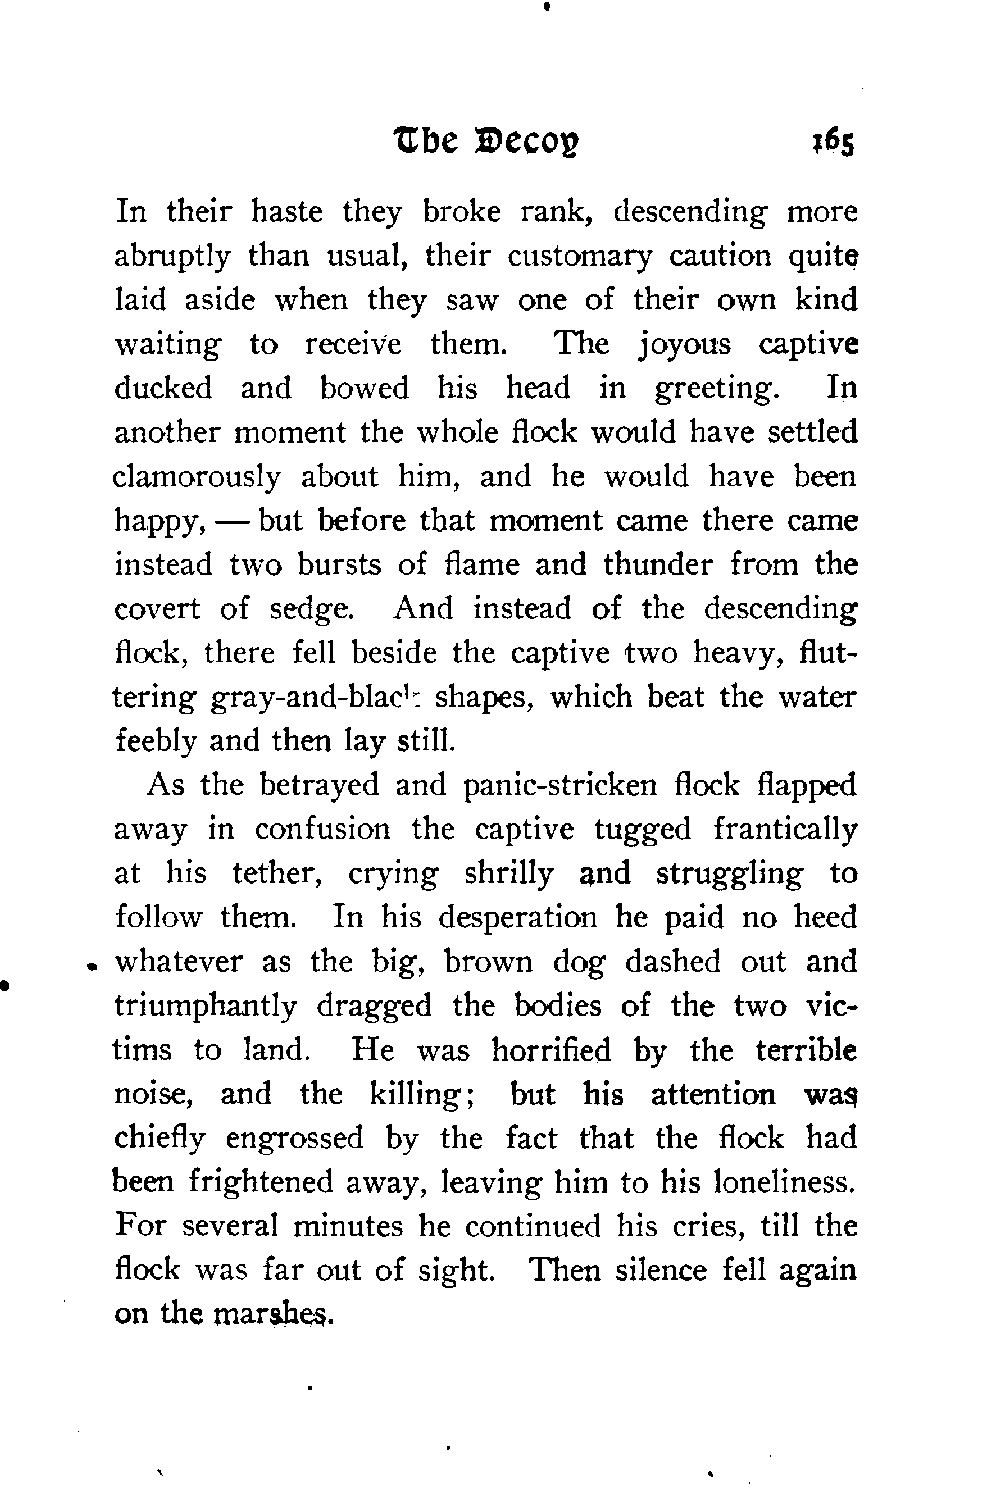 The Decoy 165
In their haste they broke rank, descending more
abruptly than usual, their customary caution quite
laid aside when they saw one of their own kind
waiting to receive them. The joyous captive
ducked and bowed his head in greeting. In
another moment the whole flock would have settled
clamorously about him, and he would have been
happy, — but before that moment came there came
instead two bursts of flame and thunder from the
covert of sedge. And instead of the descending
flock, there fell beside the captive two heavy, flut-
tering gray-and-black shapes, which beat the water
feebly and then lay still.
As the betrayed and panic-stricken flock flapped
away in confusion the captive tugged frantically
at his tether, crying shrilly and struggling to
follow them. In his desperation he paid no heed
whatever as the big, brown dog dashed out and
triumphantly dragged the bodies of the two vic-
tims to land. He was horrified by the terrible
noise, and the killing; but his attention was
chiefly engrossed by the fact that the flock had
been frightened away, leaving him to his loneliness.
For several minutes he continued his cries, till the
flock was far out of sight. Then silence fell again
on the marshes.